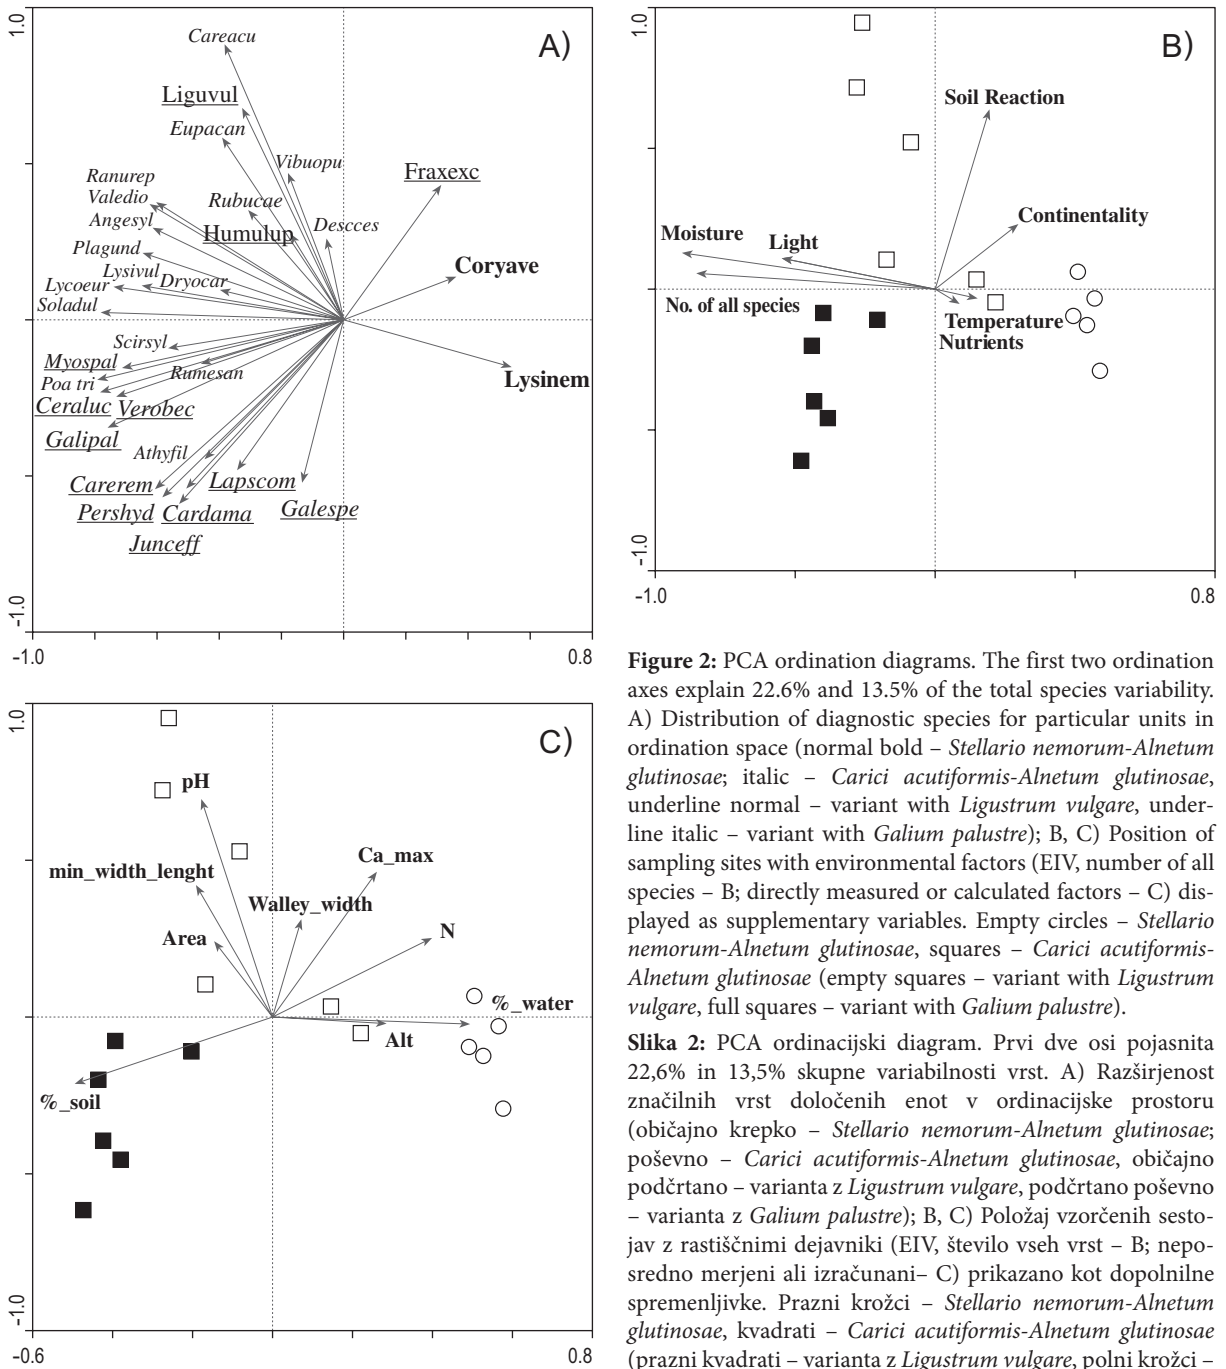 1.0
A)
Careacu
Liguvul
Eupacan
Vibuopu
Fraxexc
Ranurep
Valedio
Rubucae
Angesyl
Humulup
Descces
Plagund
Coryave
Lysivul
Lycoeur
Dryocar
Soladul
Scirsyl
Myospal
Rumesan
Poa tri
Lysinem
Ceraluc
Verobec
Galipal
Athyfil
Carerem
Lapscom
Pershyd
Cardama
Galespe
Junceff
-1.0
-1.0
0.8
1.0
B)
Soil Reaction
Continentality
Moisture
Light
No. of all species
Temperature
Nutrients
-1.0
-1.0
0.8
1.0
C)
pH
Ca_max
min_width_lenght
Walley_width
Area
N
%_water
Alt
%_soil
-1.0
-0.6
0.8
Figure 2: PCA ordination diagrams. The first two ordination
axes explain 22.6% and 13.5% of the total species variability.
A) Distribution of diagnostic species for particular units in
ordination space (normal bold – Stellario nemorum-Alnetum
glutinosae; italic – Carici acutiformis-Alnetum glutinosae,
underline normal – variant with Ligustrum vulgare, under-
line italic – variant with Galium palustre); B, C) Position of
sampling sites with environmental factors (EIV, number of all
species – B; directly measured or calculated factors – C) dis-
played as supplementary variables. Empty circles – Stellario
nemorum-Alnetum glutinosae, squares – Carici acutiformis-
Alnetum glutinosae (empty squares – variant with Ligustrum
vulgare, full squares – variant with Galium palustre).
Slika 2: PCA ordinacijski diagram. Prvi dve osi pojasnita
22,6% in 13,5% skupne variabilnosti vrst. A) Razširjenost
značilnih vrst določenih enot v ordinacijske prostoru
(običajno krepko – Stellario nemorum-Alnetum glutinosae;
poševno – Carici acutiformis-Alnetum glutinosae, običajno
podčrtano – varianta z Ligustrum vulgare, podčrtano poševno
– varianta z Galium palustre); B, C) Položaj vzorčenih sesto-
jav z rastiščnimi dejavniki (EIV, število vseh vrst – B; nepo-
sredno merjeni ali izračunani– C) prikazano kot dopolnilne
spremenljivke. Prazni krožci – Stellario nemorum-Alnetum
glutinosae, kvadrati – Carici acutiformis-Alnetum glutinosae
(prazni kvadrati – varianta z Ligustrum vulgare, polni krožci –